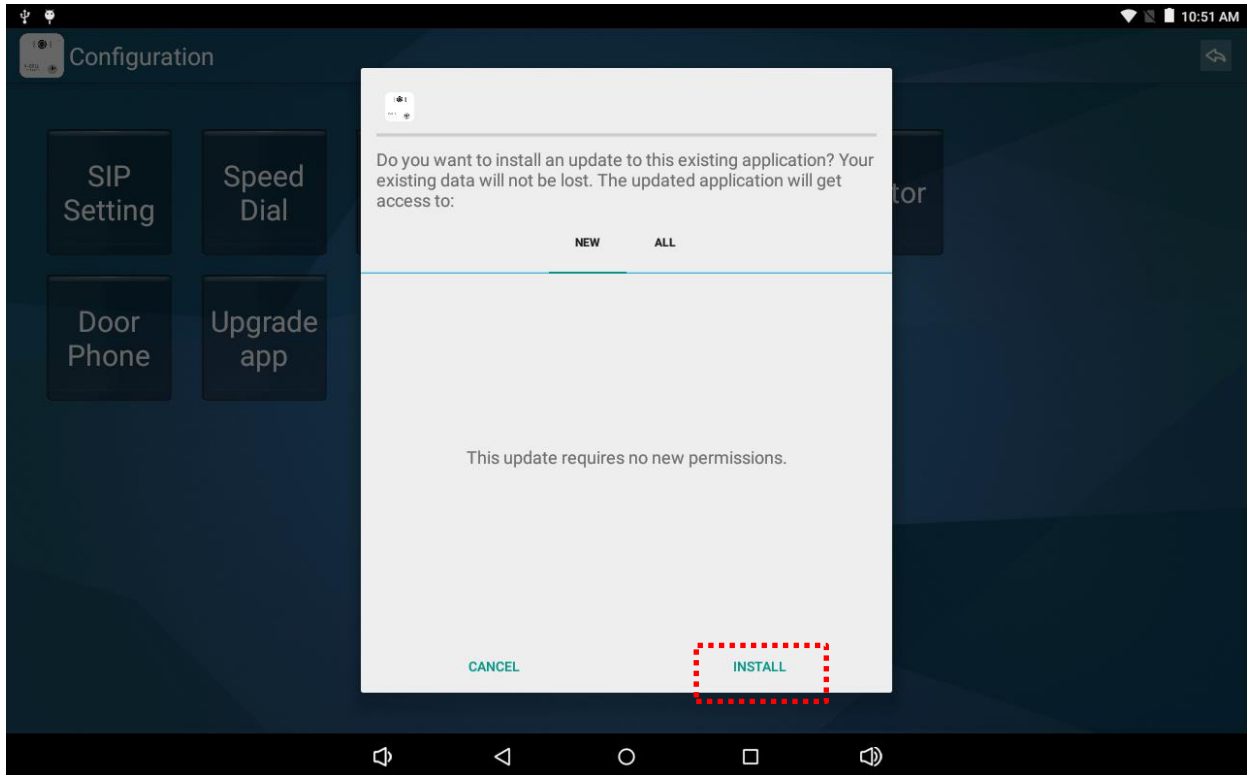 10:51 AM
Configuration
Do you want to install an update to this existing application? Your
existing data will not be lost. The updated application will get
access to:
NEW ALL
SIP
Setting
Speed
Dial
tor
Door
Phone
Upgrade
app
This update requires no new permissions.
CANCEL INSTALL